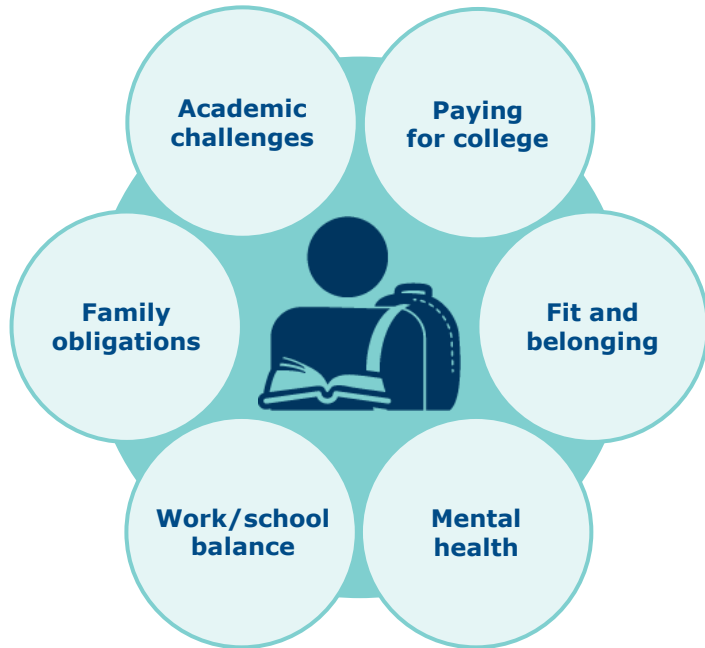 Academic
challenges
Paying
for college
Family
obligations
Fit and
belonging
Work/school
balance
Mental
health